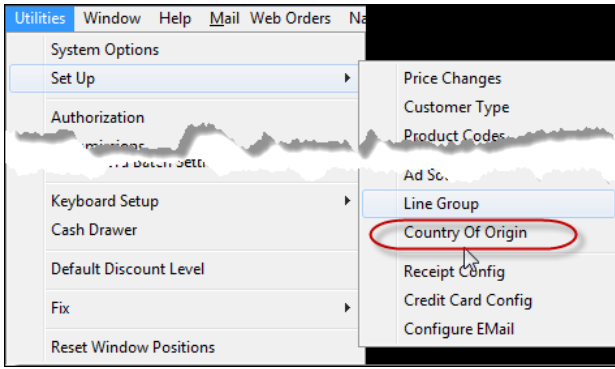 Utilities Window Help Mail Web Orders Na
System Options
Set Up
Authorization
Keyboard Setup
Cash Drawer
Default Discount Level
Fix
Reset Window Positions
Price Changes
Customer Type
Product Codes
Ad
Line Group
Country Of Origin
Receipt Config
Credit Card Config
Configure EMail